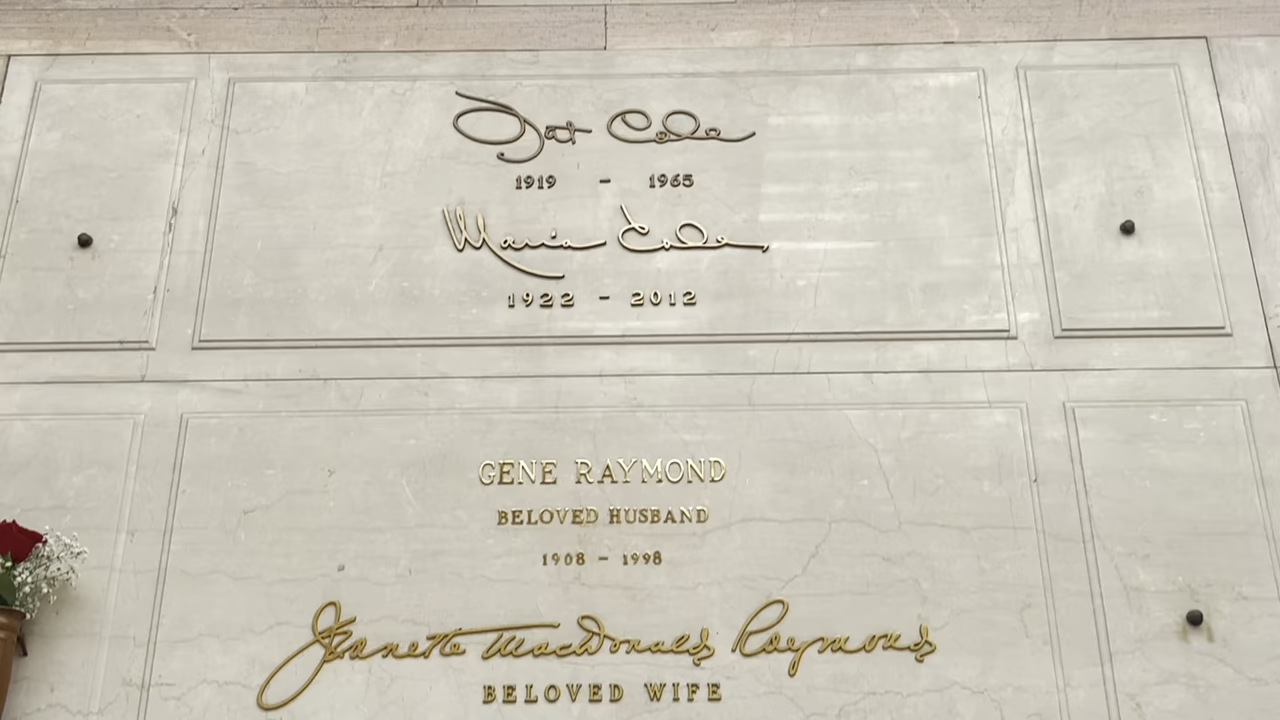 Nat Cole
1919 - 1965
Maria Cole
1922 - 2012
GENE RAYMOND
BELOVED HUSBAND
1908 - 1998
Jeanette MacDonald Raymond
BELOVED WIFE